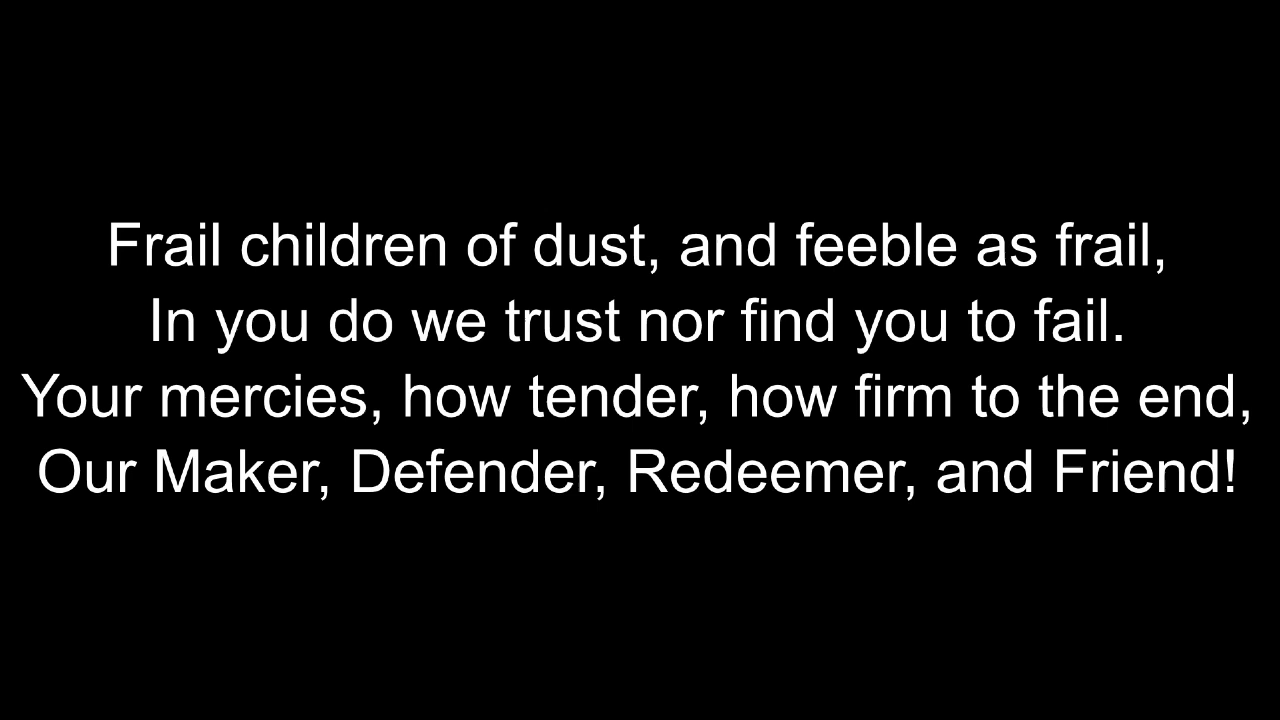 Frail children of dust, and feeble as frail,
In you do we trust nor find you to fail.
Your mercies, how tender, how firm to the end,
Our Maker, Defender, Redeemer, and Friend!